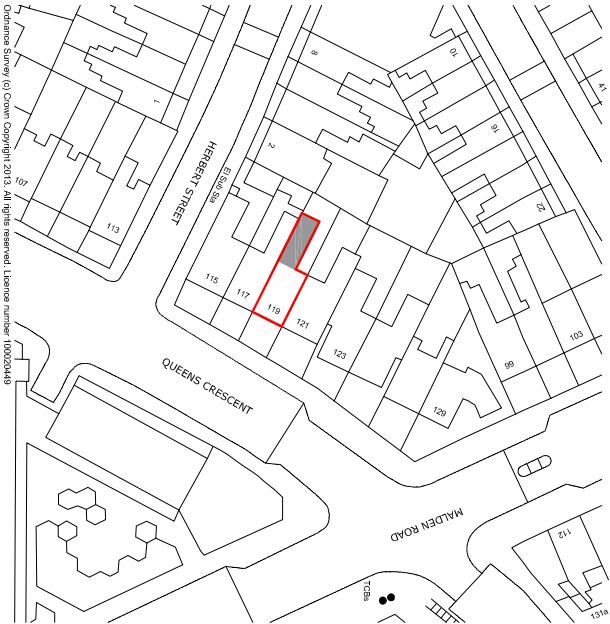 Ordnance Survey (c) Crown Copyright 2013. All rights reserved. Licence number 100020449
8
10
41
1
16
HERBERT STREET
2
El Sub Sta
107
22
113
115
117
119
121
123
103
99
QUEENS CRESCENT
129
MALDEN ROAD
112
TCBs
131a